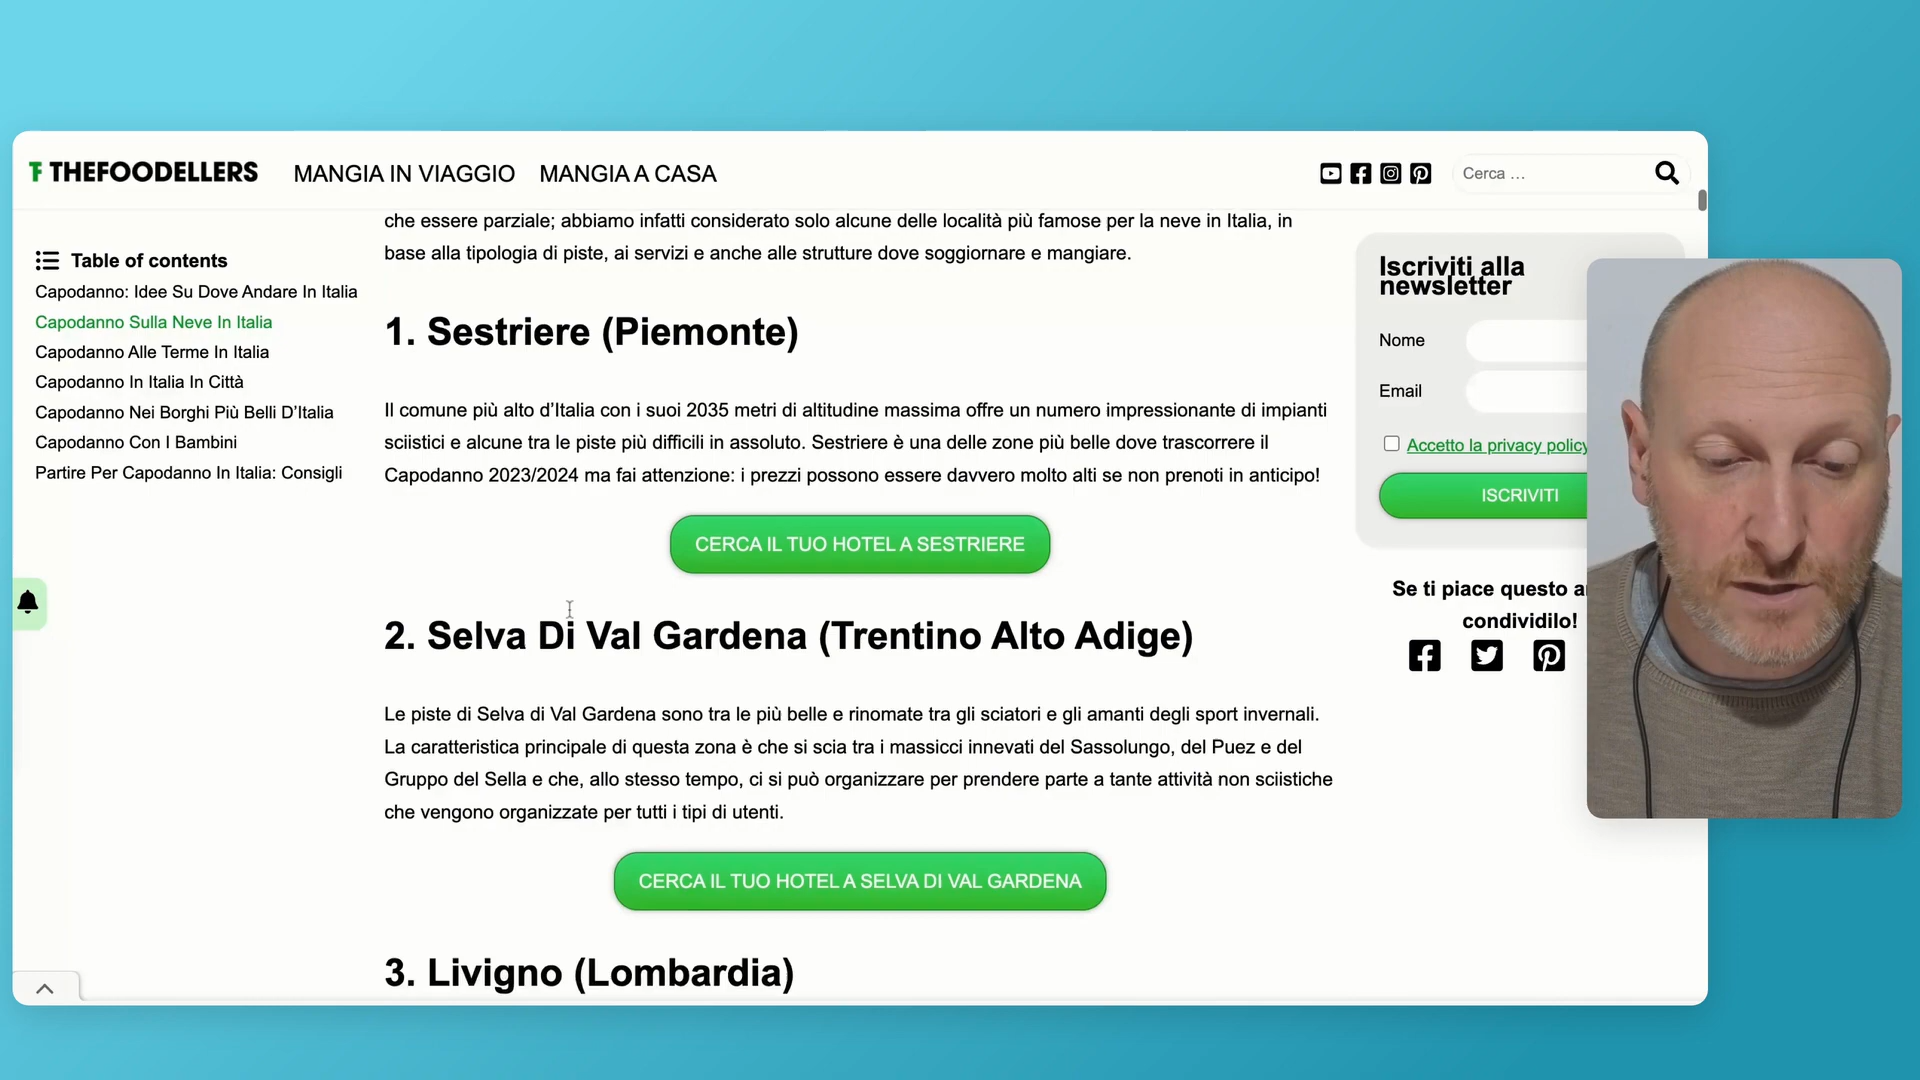 THEFOODELLERS
MANGIA IN VIAGGIO
MANGIA A CASA
Cerca ...
Table of contents
Capodanno: Idee Su Dove Andare In Italia
Capodanno Sulla Neve In Italia
Capodanno Alle Terme In Italia
Capodanno In Italia In Città
Capodanno Nei Borghi Più Belli D’Italia
Capodanno Con I Bambini
Partire Per Capodanno In Italia: Consigli
che essere parziale; abbiamo infatti considerato solo alcune delle località più famose per la neve in Italia, in
base alla tipologia di piste, ai servizi e anche alle strutture dove soggiornare e mangiare.
1. Sestriere (Piemonte)
Il comune più alto d’Italia con i suoi 2035 metri di altitudine massima offre un numero impressionante di impianti
sciistici e alcune tra le piste più difficili in assoluto. Sestriere è una delle zone più belle dove trascorrere il
Capodanno 2023/2024 ma fai attenzione: i prezzi possono essere davvero molto alti se non prenoti in anticipo!
CERCA IL TUO HOTEL A SESTRIERE
2. Selva Di Val Gardena (Trentino Alto Adige)
Le piste di Selva di Val Gardena sono tra le più belle e rinomate tra gli sciatori e gli amanti degli sport invernali.
La caratteristica principale di questa zona è che si scia tra i massicci innevati del Sassolungo, del Puez e del
Gruppo del Sella e che, allo stesso tempo, ci si può organizzare per prendere parte a tante attività non sciistiche
che vengono organizzate per tutti i tipi di utenti.
CERCA IL TUO HOTEL A SELVA DI VAL GARDENA
3. Livigno (Lombardia)
Iscriviti alla
newsletter
Nome
Email
Accetto la privacy policy
ISCRIVITI
Se ti piace questo
condividilo!